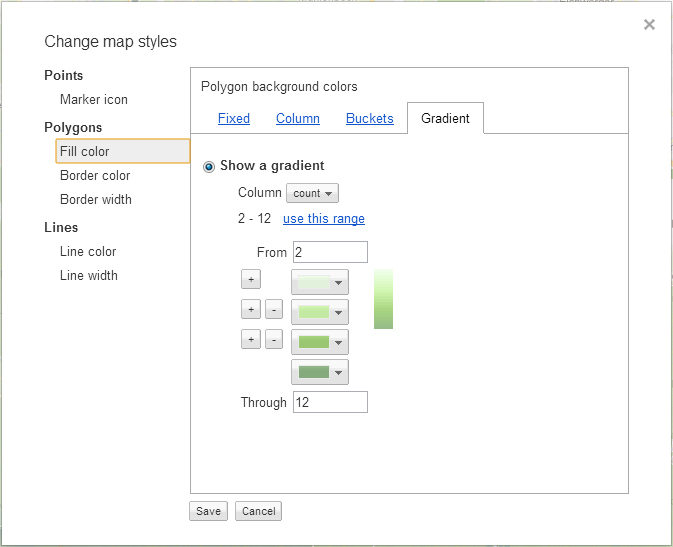 Change map styles
Points
Marker icon
Polygons
Fill color
Border color
Border width
Lines
Line color
Line width
Polygon background colors
Fixed Column Buckets Gradient
Show a gradient
Column count
2 - 12 use this range
From 2
+
+ -
+ -
Through 12
Save Cancel